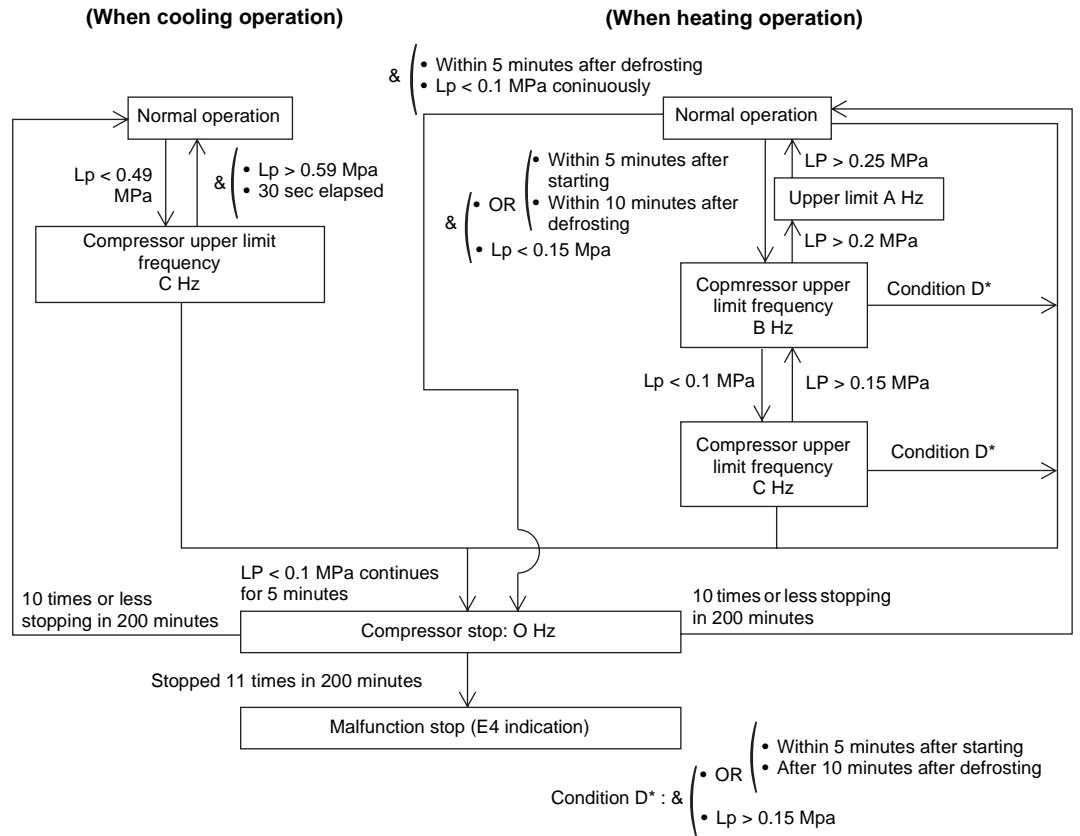 (When cooling operation)
(When heating operation)
&
• Within 5 minutes after defrosting
• Lp < 0.1 MPa coninuously
Normal operation
Normal operation
Lp < 0.49
MPa
&
• Lp > 0.59 Mpa
• 30 sec elapsed
&
• OR
• Within 5 minutes after
starting
• Within 10 minutes after
defrosting
• Lp < 0.15 Mpa
LP > 0.25 MPa
Upper limit A Hz
LP > 0.2 MPa
Compressor upper limit
frequency
C Hz
Copmressor upper
limit frequency
B Hz
Condition D*
Lp < 0.1 MPa
LP > 0.15 MPa
Compressor upper
limit frequency
C Hz
Condition D*
LP < 0.1 MPa continues
for 5 minutes
10 times or less
stopping in 200 minutes
10 times or less stopping
in 200 minutes
Compressor stop: O Hz
Stopped 11 times in 200 minutes
Malfunction stop (E4 indication)
Condition D* : &
• OR
• Within 5 minutes after starting
• After 10 minutes after defrosting
• Lp > 0.15 Mpa